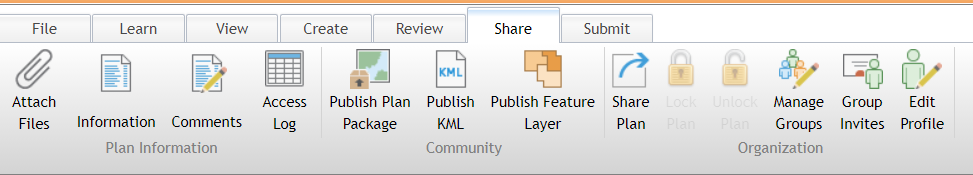 File Learn View Create Review Share Submit
KML
Attach Files
Information
Comments
Access Log
Publish Plan Package
Publish KML
Publish Feature Layer
Share Plan
Lock Plan
Unlock Plan
Manage Groups
Group Invites
Edit Profile
Plan Information
Community
Organization